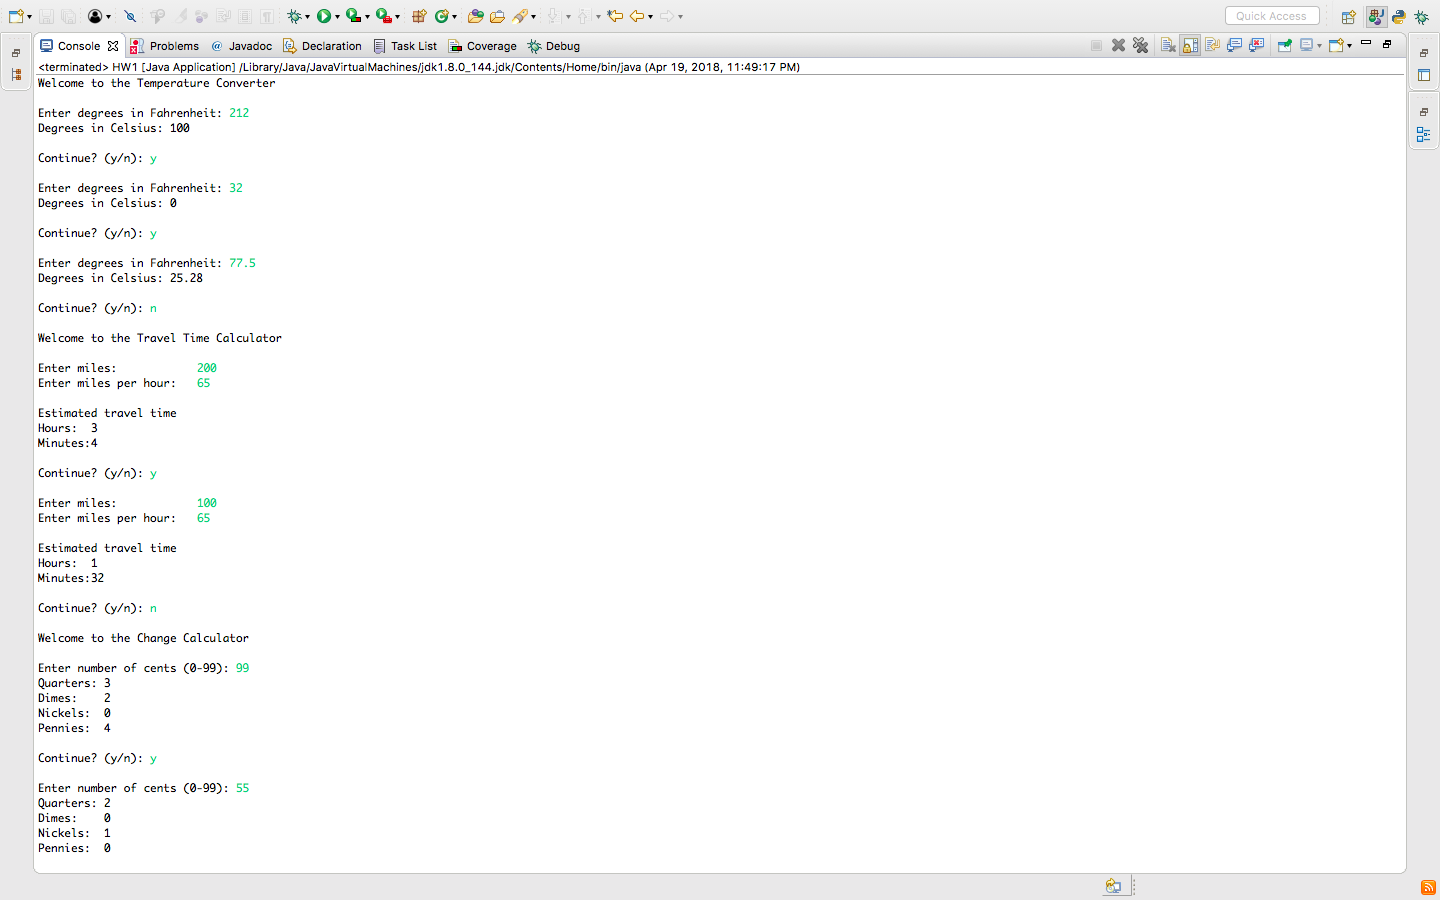 Quick Access
Console Problems @ Javadoc Declaration Task List Coverage Debug
<terminated> HW1 [Java Application] /Library/Java/JavaVirtualMachines/jdk1.8.0_144.jdk/Contents/Home/bin/java (Apr 19, 2018, 11:49:17 PM)
Welcome to the Temperature Converter
Enter degrees in Fahrenheit: 212
Degrees in Celsius: 100
Continue? (y/n): y
Enter degrees in Fahrenheit: 32
Degrees in Celsius: 0
Continue? (y/n): y
Enter degrees in Fahrenheit: 77.5
Degrees in Celsius: 25.28
Continue? (y/n): n
Welcome to the Travel Time Calculator
Enter miles: 200
Enter miles per hour: 65
Estimated travel time
Hours: 3
Minutes:4
Continue? (y/n): y
Enter miles: 100
Enter miles per hour: 65
Estimated travel time
Hours: 1
Minutes:32
Continue? (y/n): n
Welcome to the Change Calculator
Enter number of cents (0-99): 99
Quarters: 3
Dimes: 2
Nickels: 0
Pennies: 4
Continue? (y/n): y
Enter number of cents (0-99): 55
Quarters: 2
Dimes: 0
Nickels: 1
Pennies: 0